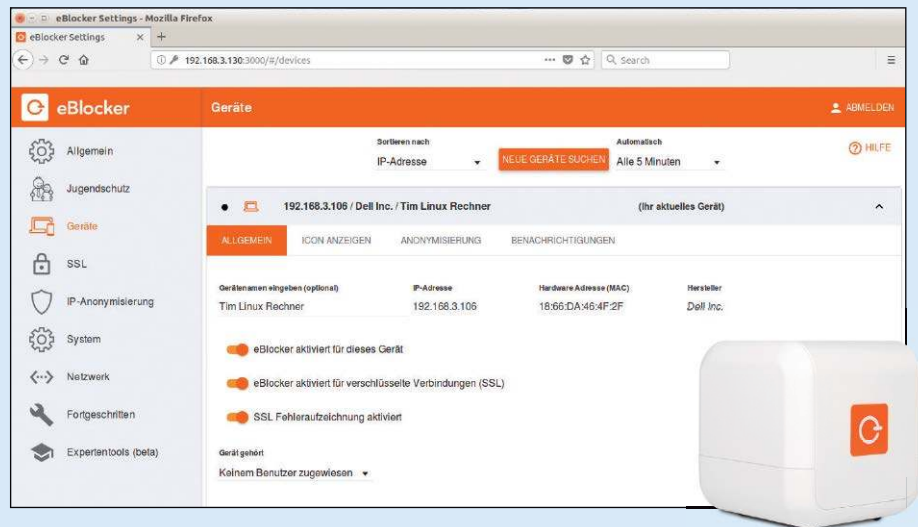 eBlocker Settings - Mozilla Firefox
eBlocker Settings × +
192.168.3.130:3000/#/devices ••• Search
eBlocker Geräte ABMELDEN
Sortieren nach Automatisch
IP-Adresse NEUE GERÄTE SUCHEN Alle 5 Minuten ? HILFE
Allgemein
Jugendschutz
Geräte
SSL
IP-Anonymisierung
System
Netzwerk
Fortgeschritten
Expertentools (beta)
192.168.3.106 / Dell Inc. / Tim Linux Rechner (Ihr aktuelles Gerät)
ALLGEMEIN ICON ANZEIGEN ANONYMISIERUNG BENACHRICHTIGUNGEN
Gerätenamen eingeben (optional) IP-Adresse Hardware Adresse (MAC) Hersteller
Tim Linux Rechner 192.168.3.106 18:66:DA:46:4F:2F Dell Inc.
eBlocker aktiviert für dieses Gerät
eBlocker aktiviert für verschlüsselte Verbindungen (SSL)
SSL Fehleraufzeichnung aktiviert
Gerät gehört
Keinem Benutzer zugewiesen